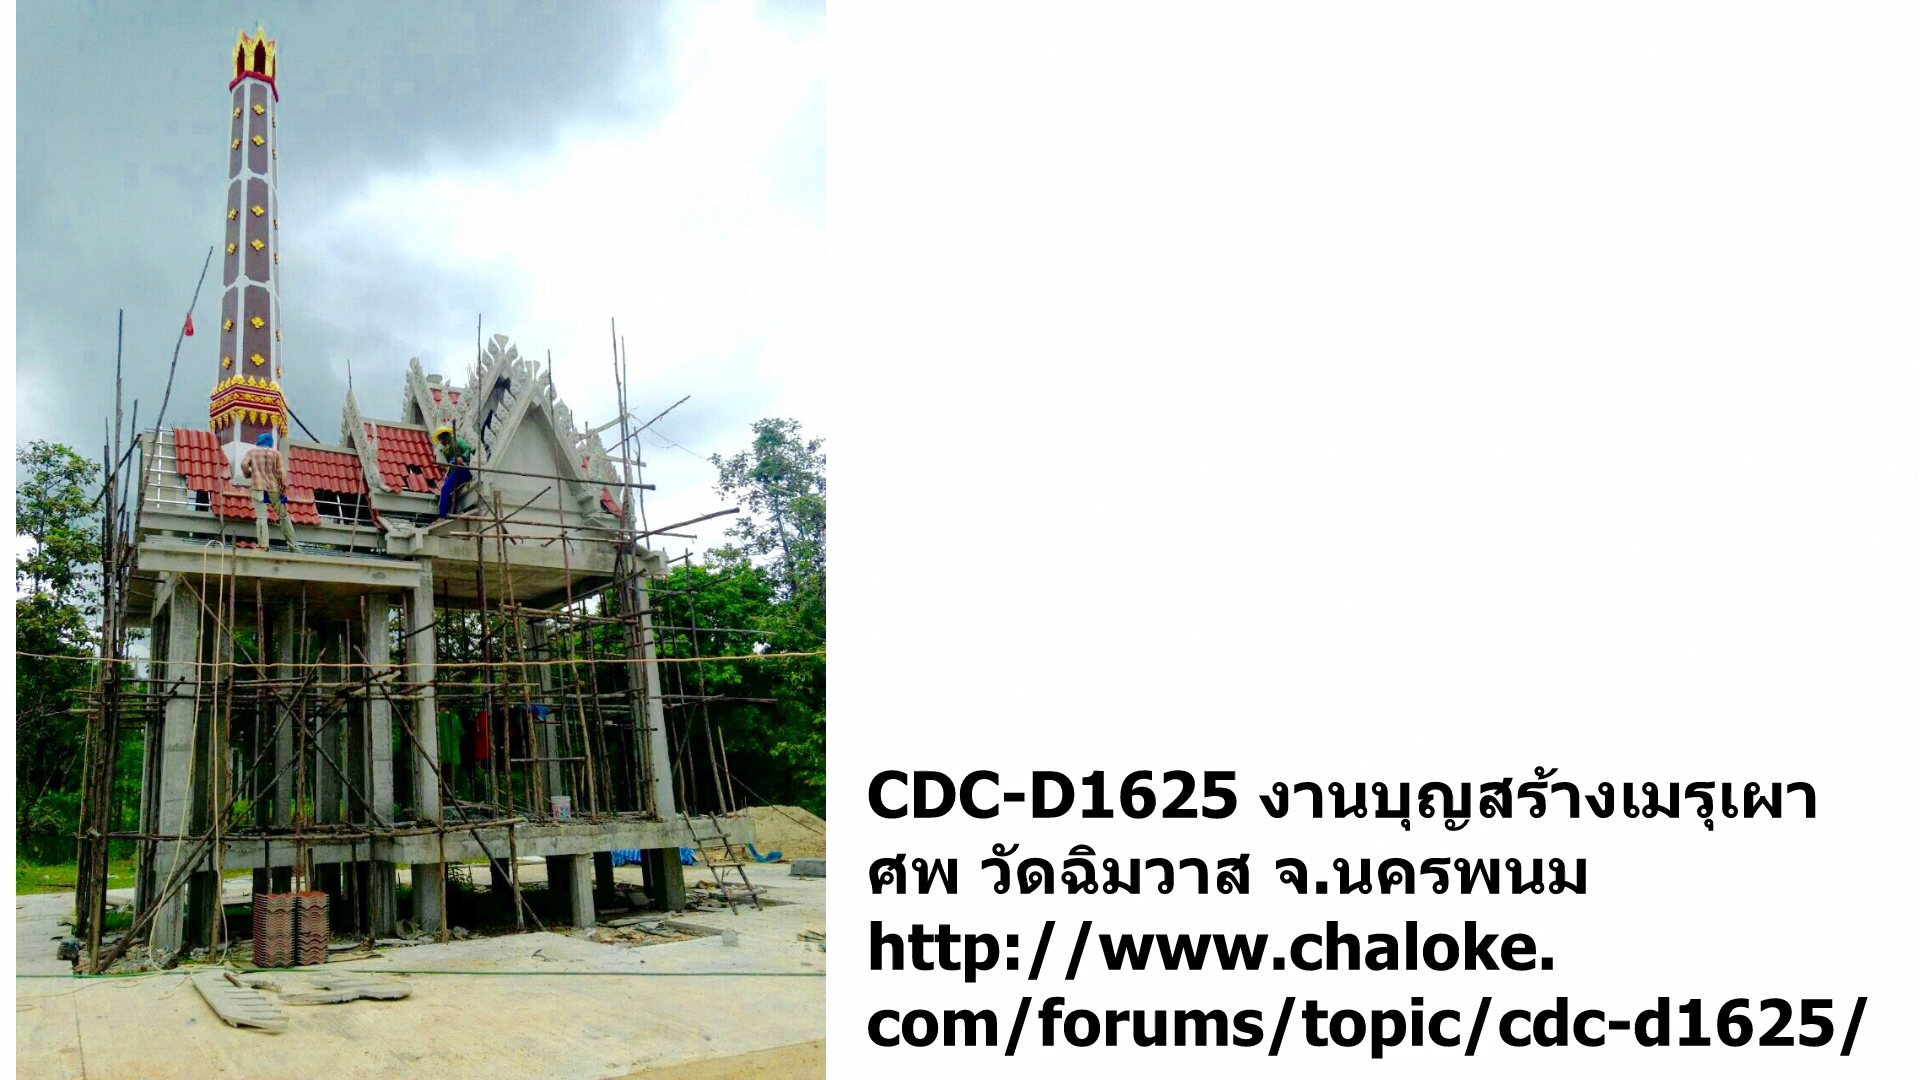 CDC-D1625 งานบุญสร้างเมรุเผา
ศพ วัดฉิมวาส จ.นครพนม
http://www.chaloke.
com/forums/topic/cdc-d1625/